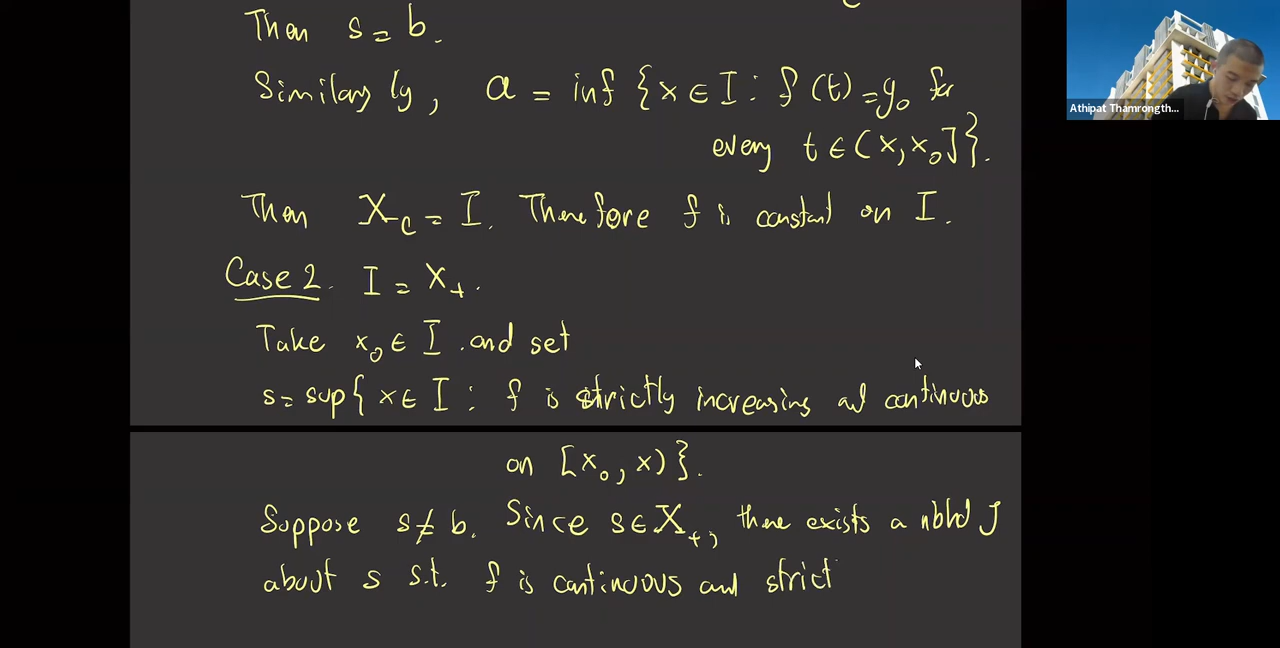 Then s = b.
Similarly, a = inf {x ∈ I : f(t) = y₀ for
every t ∈ (x, x₀]}.
Then X_C = I. Therefore f is constant on I.
Case 2. I = X₊.
Take x₀ ∈ I and set
s = sup{ x ∈ I : f is strictly increasing and continuous
on [x₀, x)}.
Suppose s ≠ b. Since s ∈ X₊, there exists a nbhd J
about s s.t. f is continuous and strict
Athipat Thamrongth...